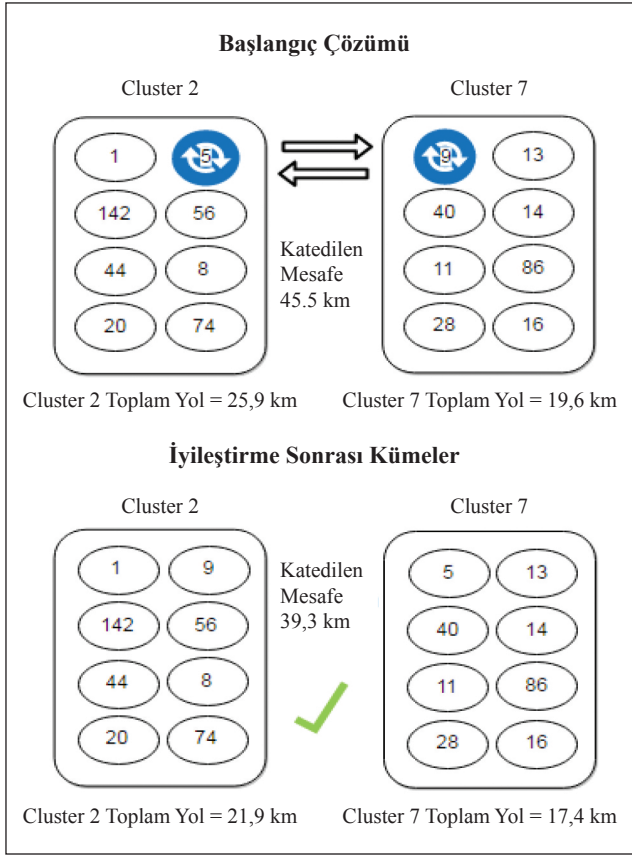 Başlangıç Çözümü
Cluster 2
Cluster 7
1 5
142 56
44 8
20 74
Katedilen
Mesafe
45.5 km
9 13
40 14
11 86
28 16
Cluster 2 Toplam Yol = 25,9 km
Cluster 7 Toplam Yol = 19,6 km
İyileştirme Sonrası Kümeler
Cluster 2
Cluster 7
1 9
142 56
44 8
20 74
Katedilen
Mesafe
39,3 km
5 13
40 14
11 86
28 16
Cluster 2 Toplam Yol = 21,9 km
Cluster 7 Toplam Yol = 17,4 km